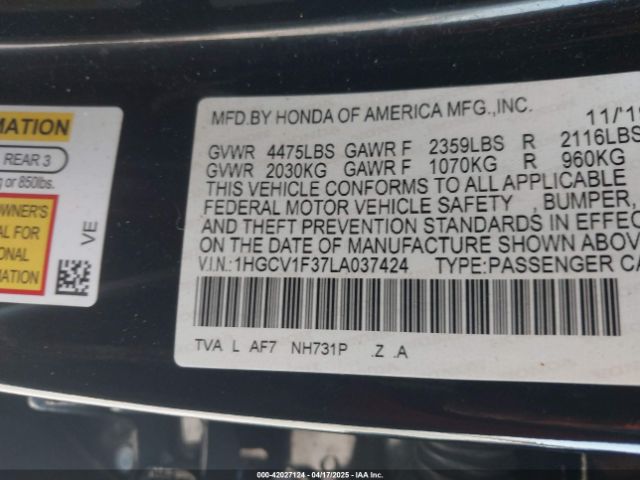 MATION
REAR 3
g or 850lbs.
OWNER'S
AL FOR
ONAL
RMATION
VE
MFD.BY HONDA OF AMERICA MFG.,INC.
GVWR 4475LBS GAWR F 2359LBS R 2116LBS
GVWR 2030KG GAWR F 1070KG R 960KG
THIS VEHICLE CONFORMS TO ALL APPLICABLE
FEDERAL MOTOR VEHICLE SAFETY , BUMPER,
AND THEFT PREVENTION STANDARDS IN EFFEC
ON THE DATE OF MANUFACTURE SHOWN ABOV
V.I.N.:1HGCV1F37LA037424 TYPE:PASSENGER CA
TVA L AF7 NH731P .Z .A
000-42027124 | 04/17/2025 - IAA Inc.